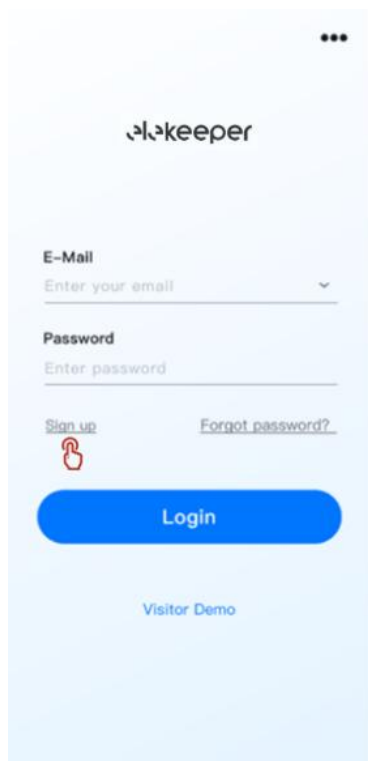 •••
elekeeper
E-Mail
Enter your email
Password
Enter password
Sign up Forgot password?
Login
Visitor Demo